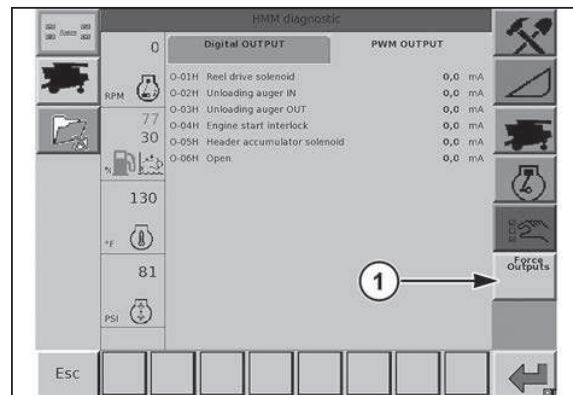 HMM diagnostic
Digital OUTPUT
PWM OUTPUT
0
RPM
77
30
%
130
°F
81
PSI
O-01H Reel drive solenoid 0,0 mA
O-02H Unloading auger IN 0,0 mA
O-03H Unloading auger OUT 0,0 mA
O-04H Engine start interlock 0,0 mA
O-05H Header accumulator solenoid 0,0 mA
O-06H Open 0,0 mA
1
Force
Outputs
Esc